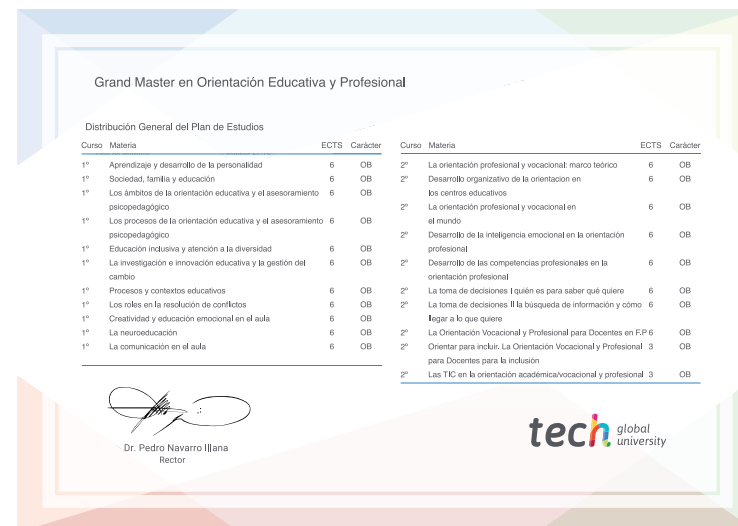 Grand Master en Orientación Educativa y Profesional
Distribución General del Plan de Estudios
Curso Materia ECTS Carácter
1º Aprendizaje y desarrollo de la personalidad 6 OB
1º Sociedad, familia y educación 6 OB
1º Los ámbitos de la orientación educativa y el asesoramiento 6 OB
psicopedagógico
1º Los procesos de la orientación educativa y el asesoramiento 6 OB
psicopedagógico
1º Educación inclusiva y atención a la diversidad 6 OB
1º La investigación e innovación educativa y la gestión del 6 OB
cambio
1º Procesos y contextos educativos 6 OB
1º Los roles en la resolución de conflictos 6 OB
1º Creatividad y educación emocional en el aula 6 OB
1º La neuroeducación 6 OB
1º La comunicación en el aula 6 OB
Curso Materia ECTS Carácter
2º La orientación profesional y vocacional: marco teórico 6 OB
2º Desarrollo organizativo de la orientacion en 6 OB
los centros educativos
2º La orientación profesional y vocacional en 6 OB
el mundo
2º Desarrollo de la inteligencia emocional en la orientación 6 OB
profesional
2º Desarrollo de las competencias profesionales en la 6 OB
orientación profesional
2º La toma de decisiones I quién es para saber qué quiere 6 OB
2º La toma de decisiones II la búsqueda de información y cómo 6 OB
llegar a lo que quiere
2º La Orientación Vocacional y Profesional para Docentes en F.P 6 OB
2º Orientar para incluir. La Orientación Vocacional y Profesional 3 OB
para Docentes para la inclusión
2º Las TIC en la orientación académica/vocacional y profesional 3 OB
Dr. Pedro Navarro Illana
Rector
tech global
university